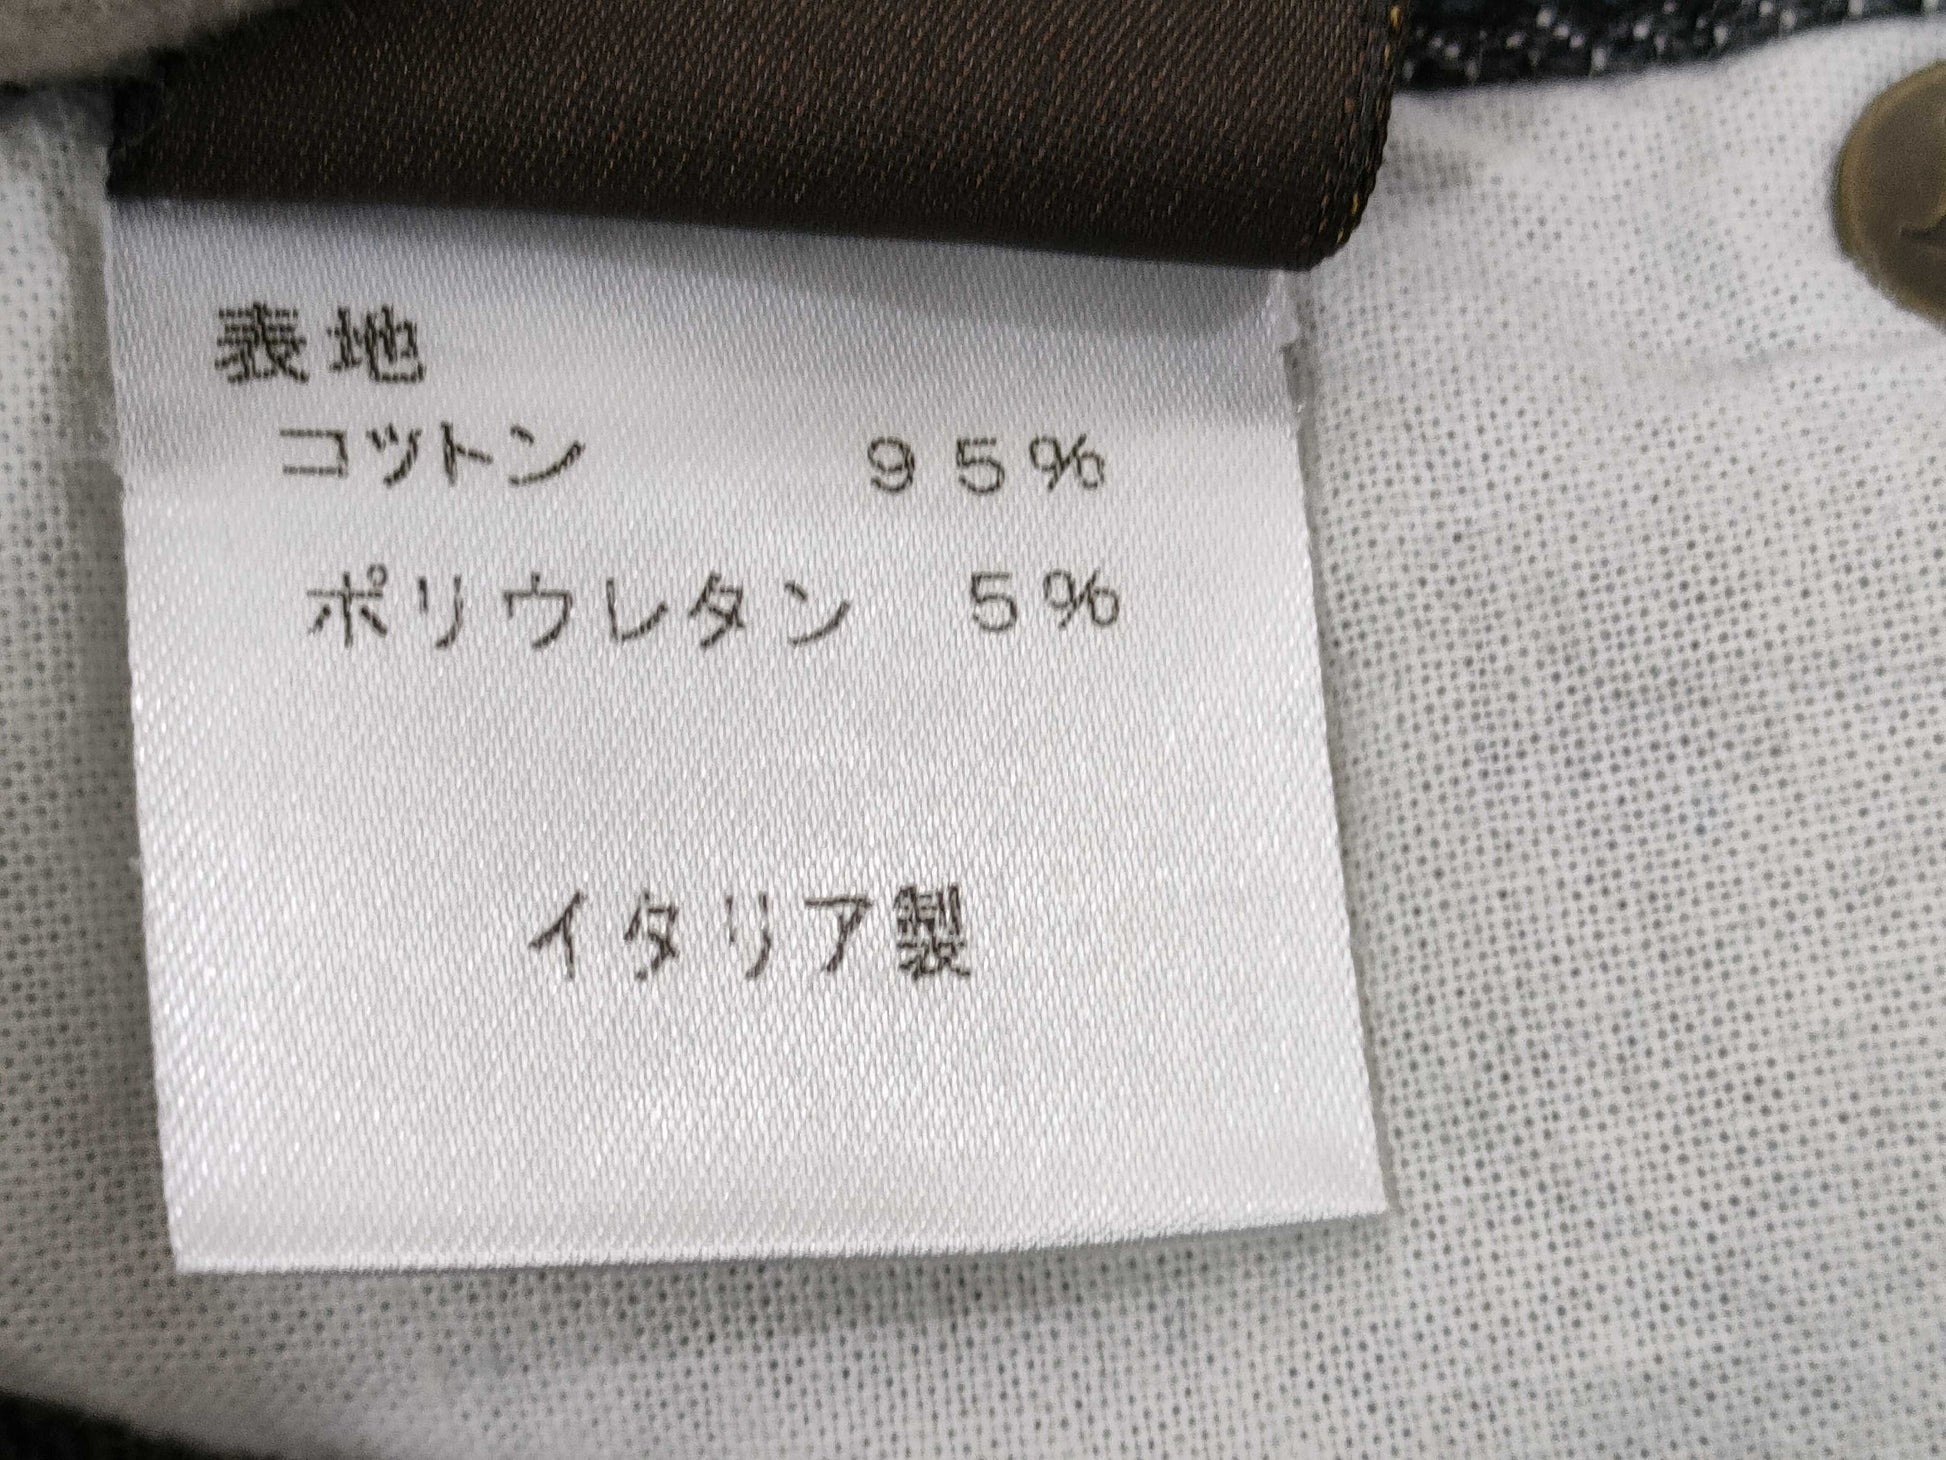 表地
コットン 95%
ポリウレタン 5%
イタリア製